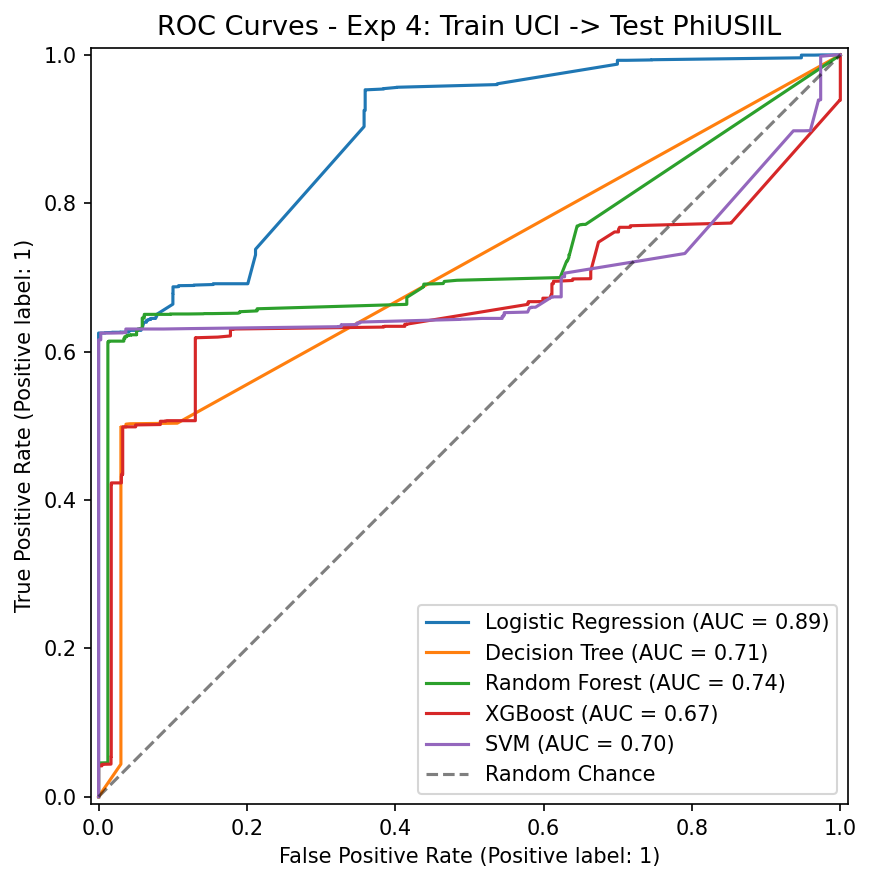 ROC Curves - Exp 4: Train UCI -> Test PhiUSIIL
True Positive Rate (Positive label: 1)
1.0
0.8
0.6
0.4
0.2
0.0
Logistic Regression (AUC = 0.89)
Decision Tree (AUC = 0.71)
Random Forest (AUC = 0.74)
XGBoost (AUC = 0.67)
SVM (AUC = 0.70)
Random Chance
0.0 0.2 0.4 0.6 0.8 1.0
False Positive Rate (Positive label: 1)